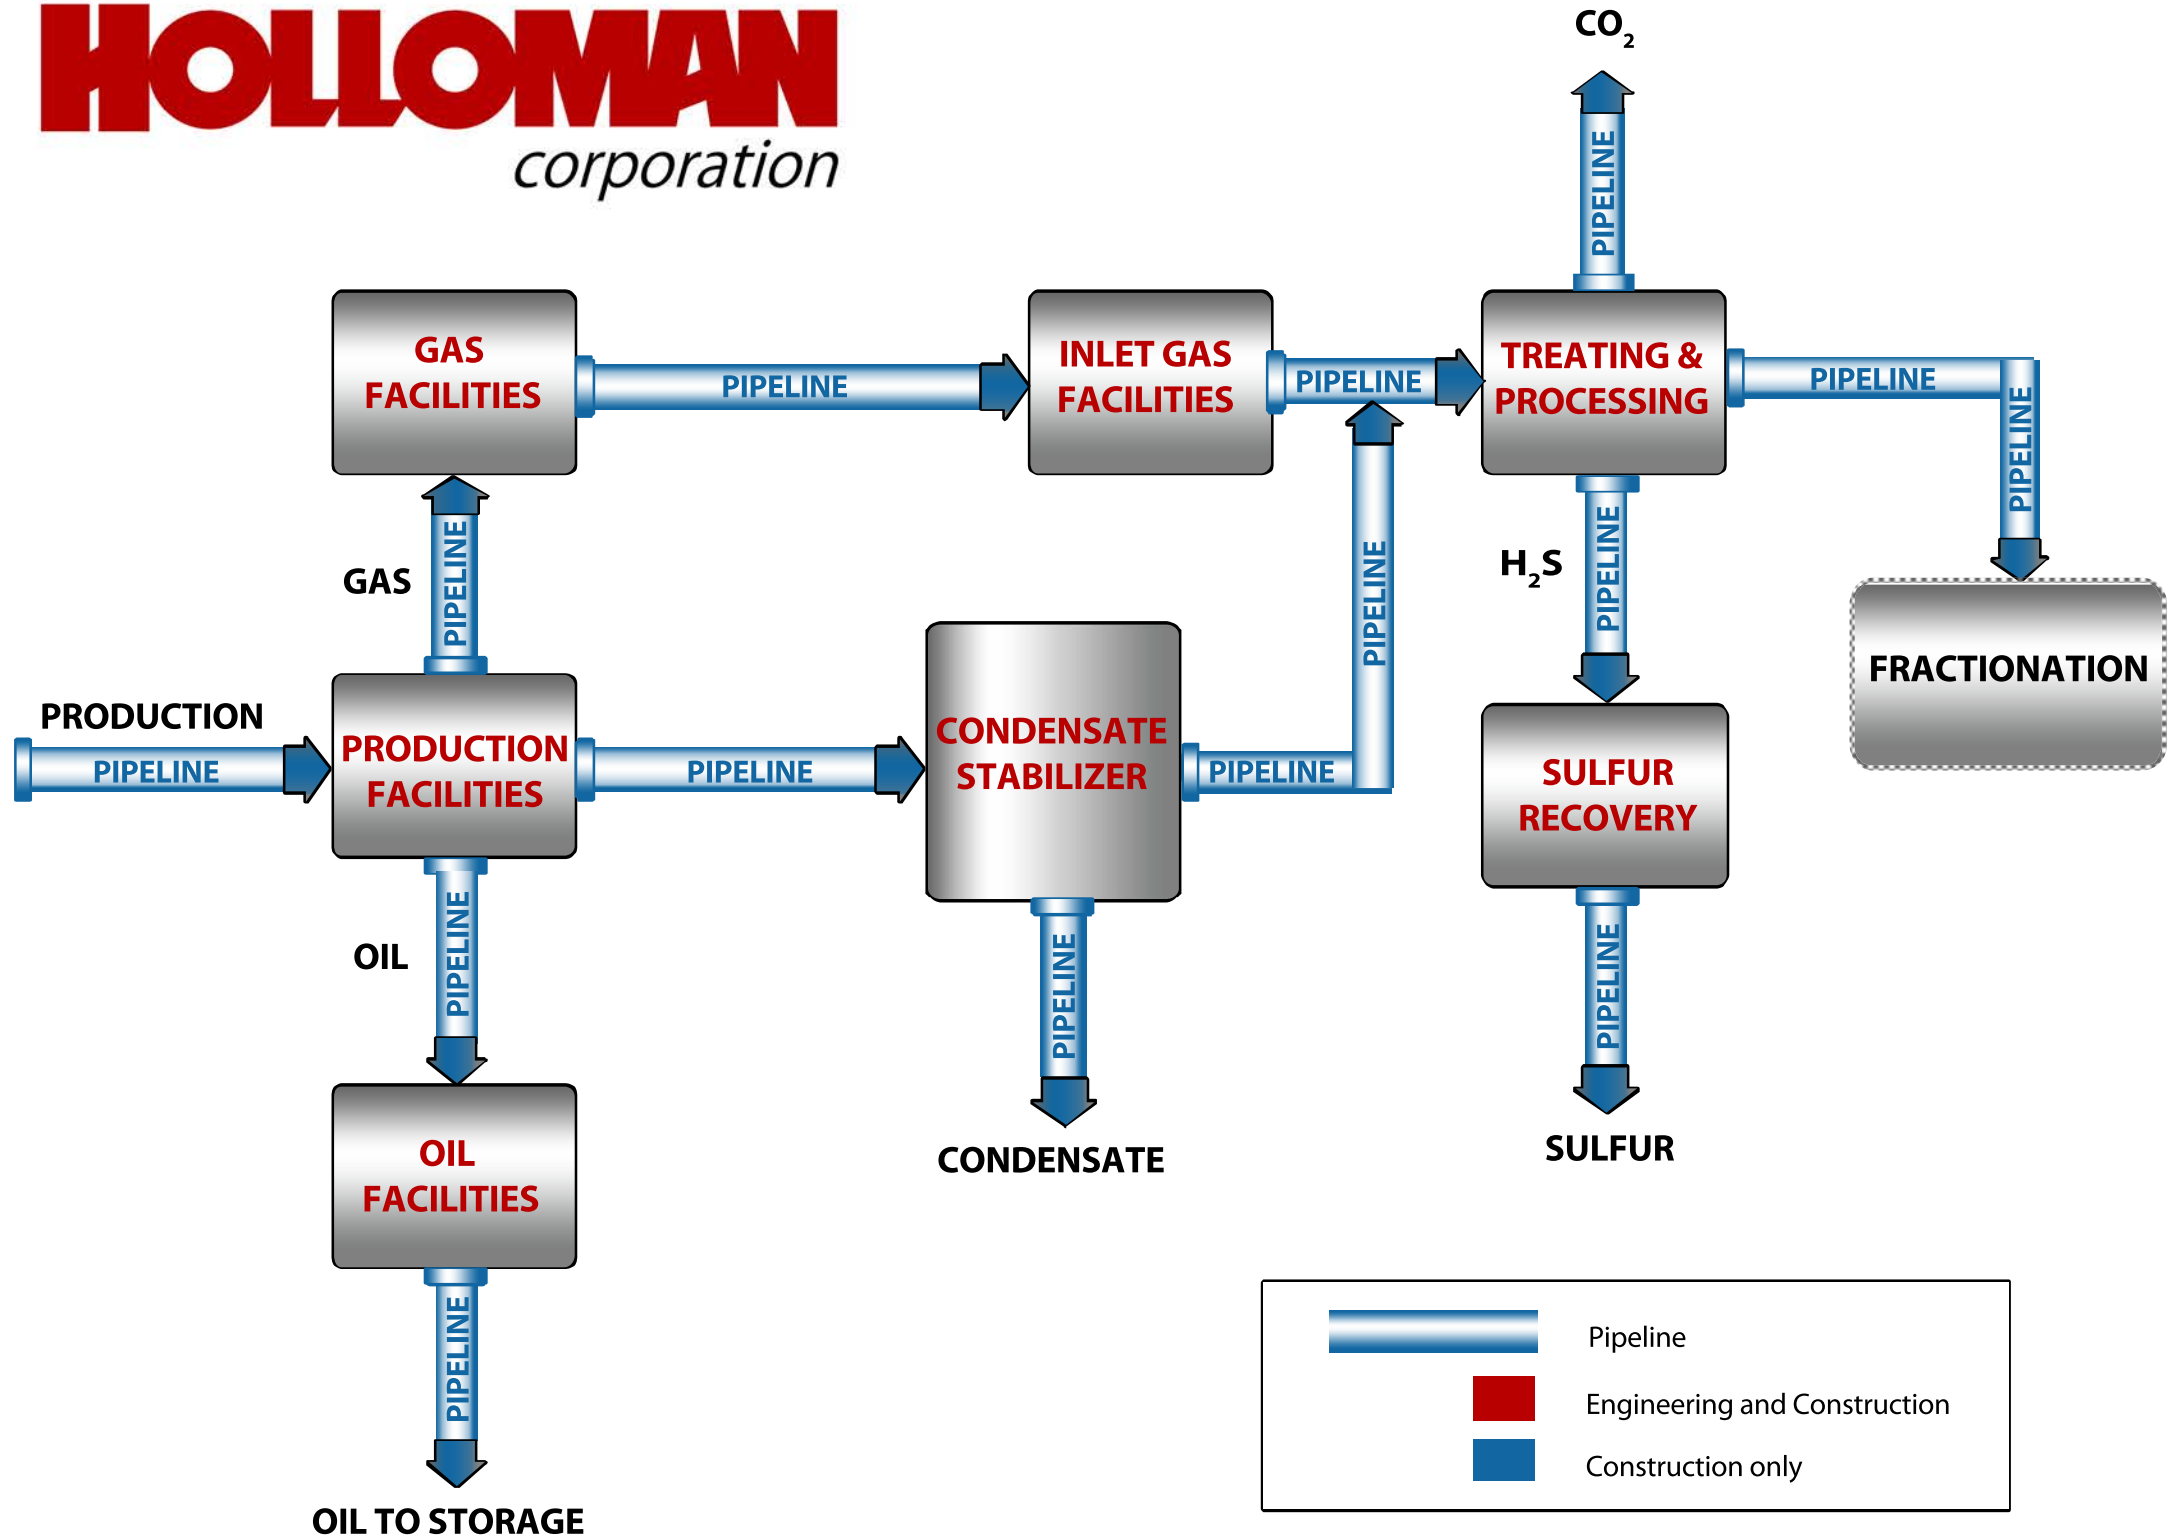 HOLLOMAN
corporation
CO₂
PIPELINE
GAS
FACILITIES
PIPELINE
INLET GAS
FACILITIES
PIPELINE
TREATING &
PROCESSING
PIPELINE
PIPELINE
GAS
PIPELINE
PIPELINE
H₂S
PIPELINE
FRACTIONATION
PRODUCTION
PIPELINE
PRODUCTION
FACILITIES
PIPELINE
CONDENSATE
STABILIZER
PIPELINE
SULFUR
RECOVERY
OIL
PIPELINE
PIPELINE
PIPELINE
OIL
FACILITIES
CONDENSATE
SULFUR
PIPELINE
OIL TO STORAGE
Pipeline
Engineering and Construction
Construction only